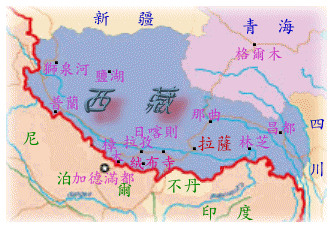 新疆
青海
格爾木
獅泉河
鹽湖
西藏
那曲
普蘭
日喀則
昌都
四川
拉孜
拉薩
林芝
樟木
絨布寺
尼泊爾
加德滿都
不丹
印度